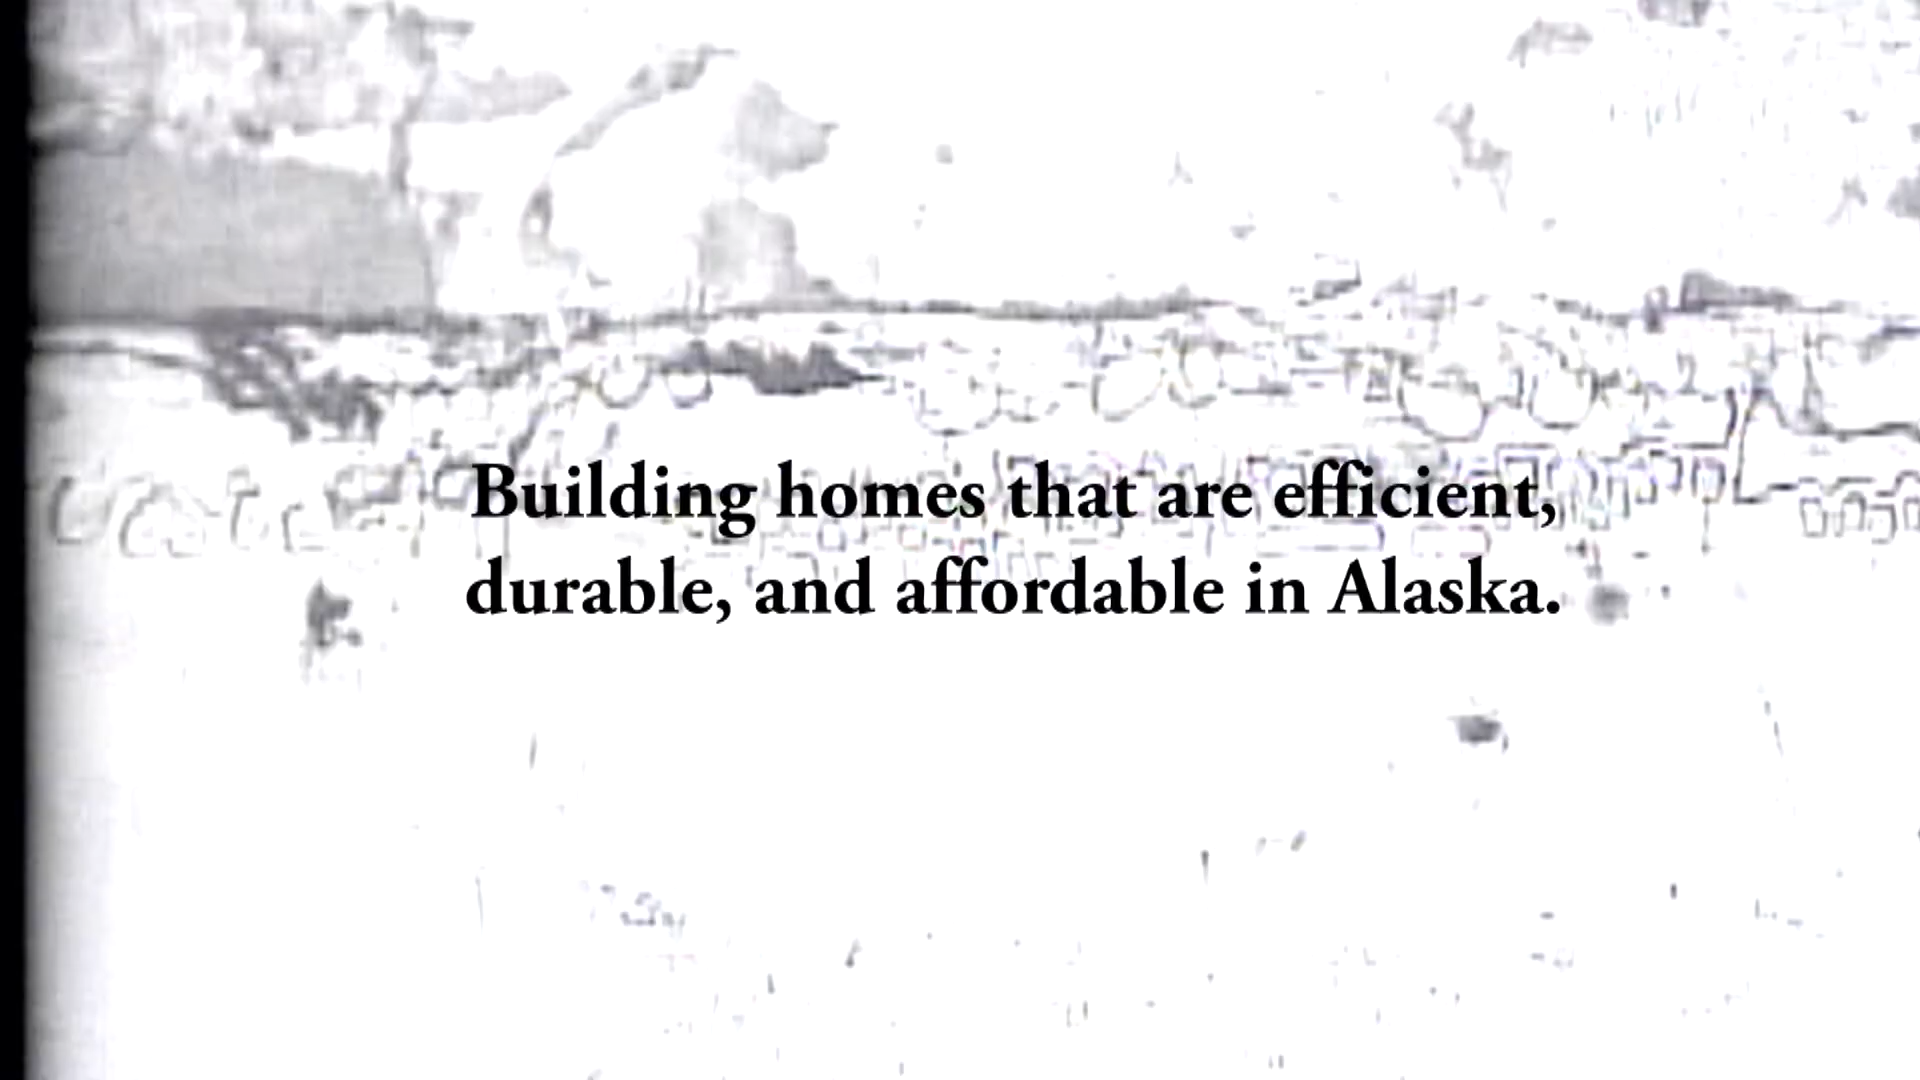 Building homes that are efficient,
durable, and affordable in Alaska.